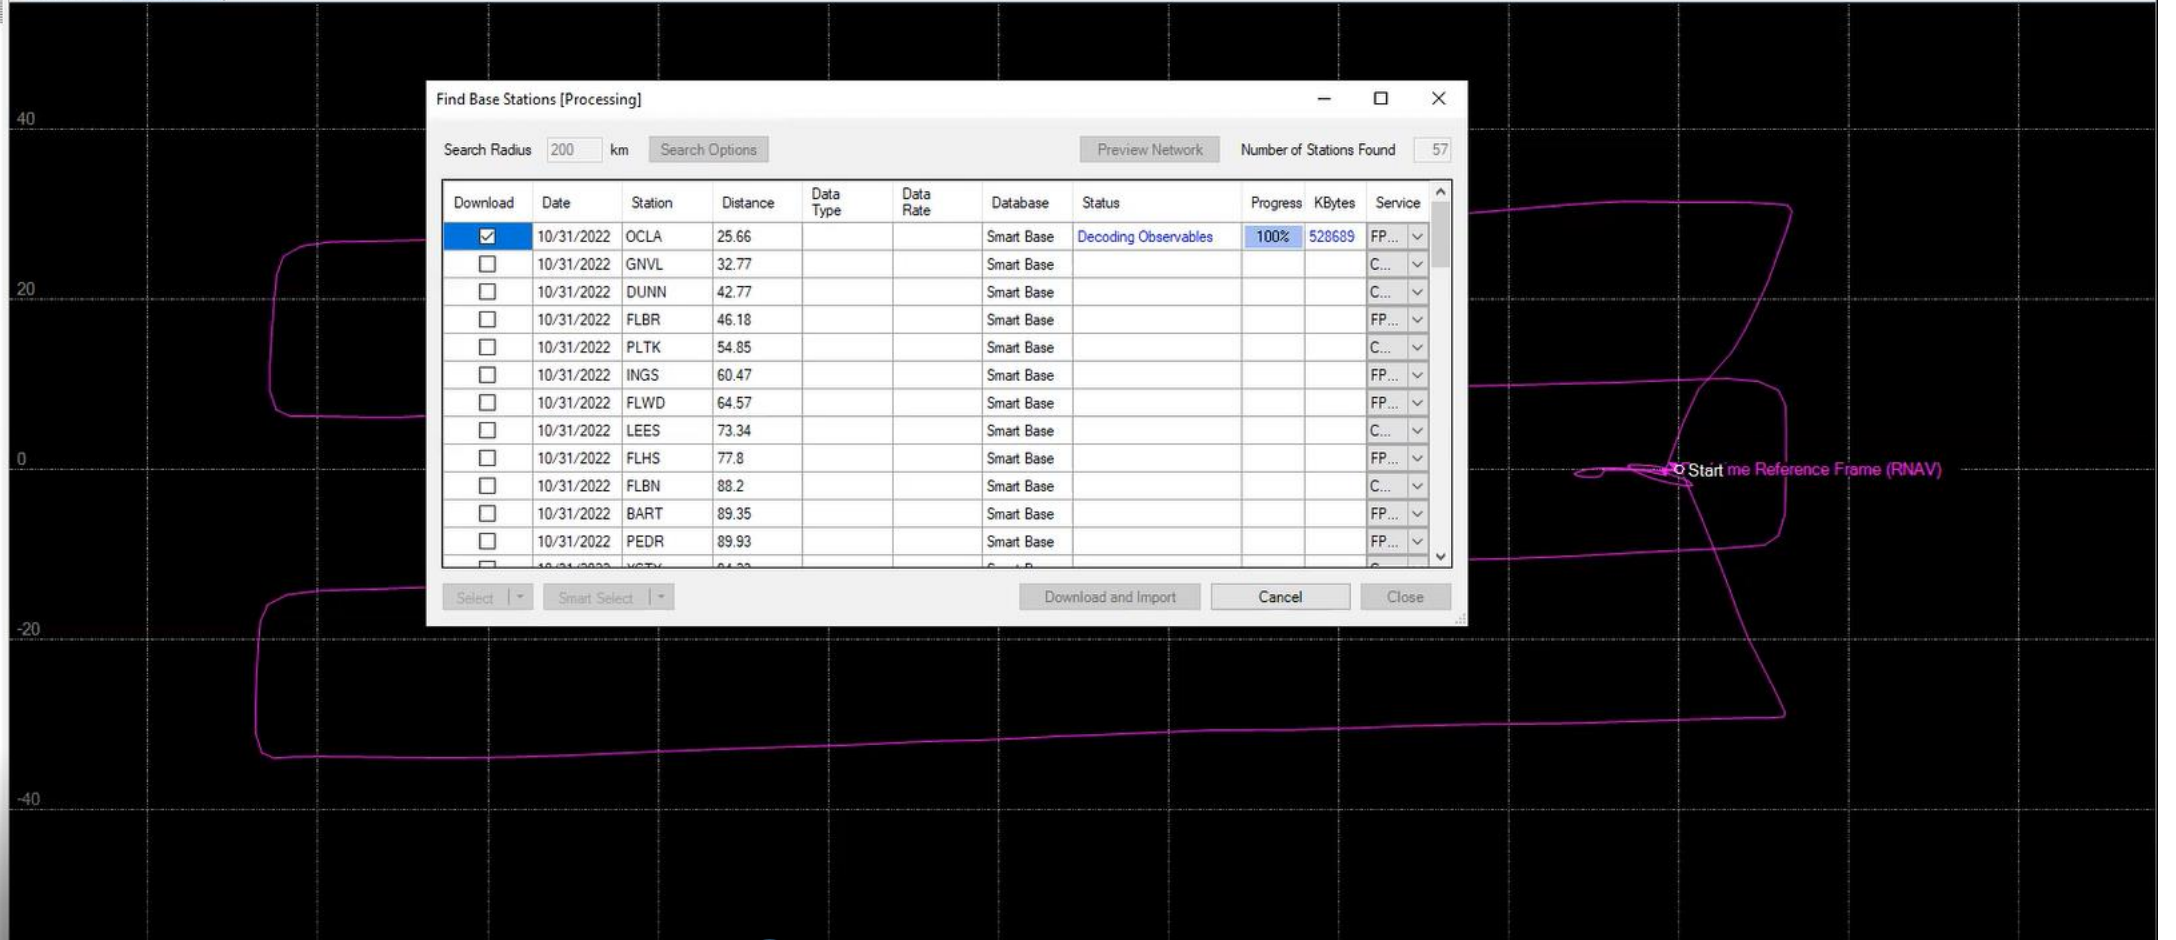 Find Base Stations [Processing]
Search Radius 200 km Search Options Preview Network Number of Stations Found 57
Download Date Station Distance Data Type Data Rate Database Status Progress KBytes Service
10/31/2022 OCLA 25.66 Smart Base Decoding Observables 100% 528689 FP...
10/31/2022 GNVL 32.77 Smart Base C...
10/31/2022 DUNN 42.77 Smart Base C...
10/31/2022 FLBR 46.18 Smart Base FP...
10/31/2022 PLTK 54.85 Smart Base C...
10/31/2022 INGS 60.47 Smart Base FP...
10/31/2022 FLWD 64.57 Smart Base FP...
10/31/2022 LEES 73.34 Smart Base C...
10/31/2022 FLHS 77.8 Smart Base FP...
10/31/2022 FLBN 88.2 Smart Base C...
10/31/2022 BART 89.35 Smart Base FP...
10/31/2022 PEDR 89.93 Smart Base FP...
Select Smart Select Download and Import Cancel Close
40
20
0
-20
-40
Start me Reference Frame (RNAV)